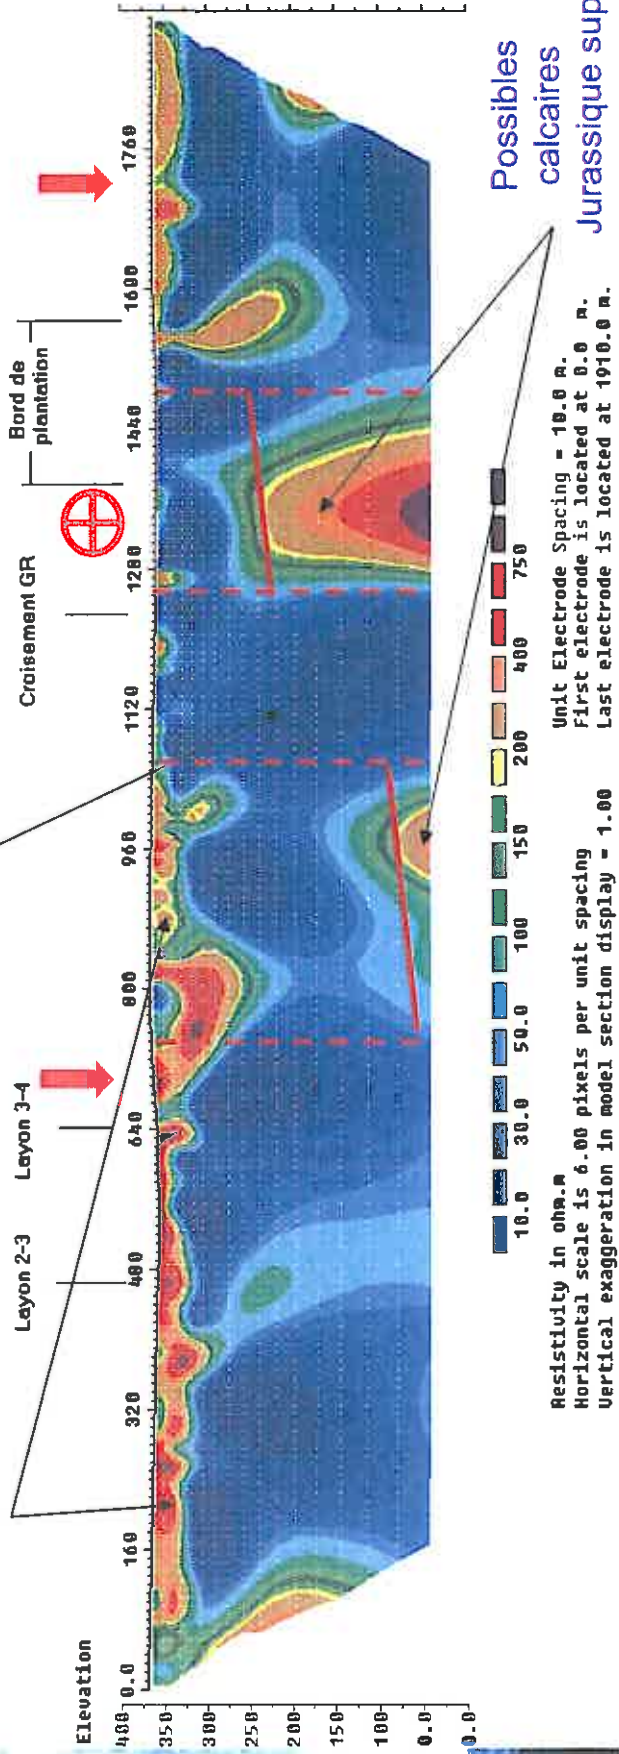 Layon 2-3
Layon 3-4
Croisement GR
Bord de
plantation
Elevation
0.0 160 320 480 640 800 960 1120 1280 1440 1600 1760
400
350
300
250
200
150
100
0.0
0.0
10.0 30.0 50.0 100 150 200 400 750
Resistivity in ohm.m
Horizontal scale is 6.00 pixels per unit spacing
Vertical exaggeration in model section display = 1.00
Unit Electrode Spacing = 10.0 m.
First electrode is located at 0.0 m.
Last electrode is located at 1910.0 m.
Possibles
calcaires
Jurassique sup